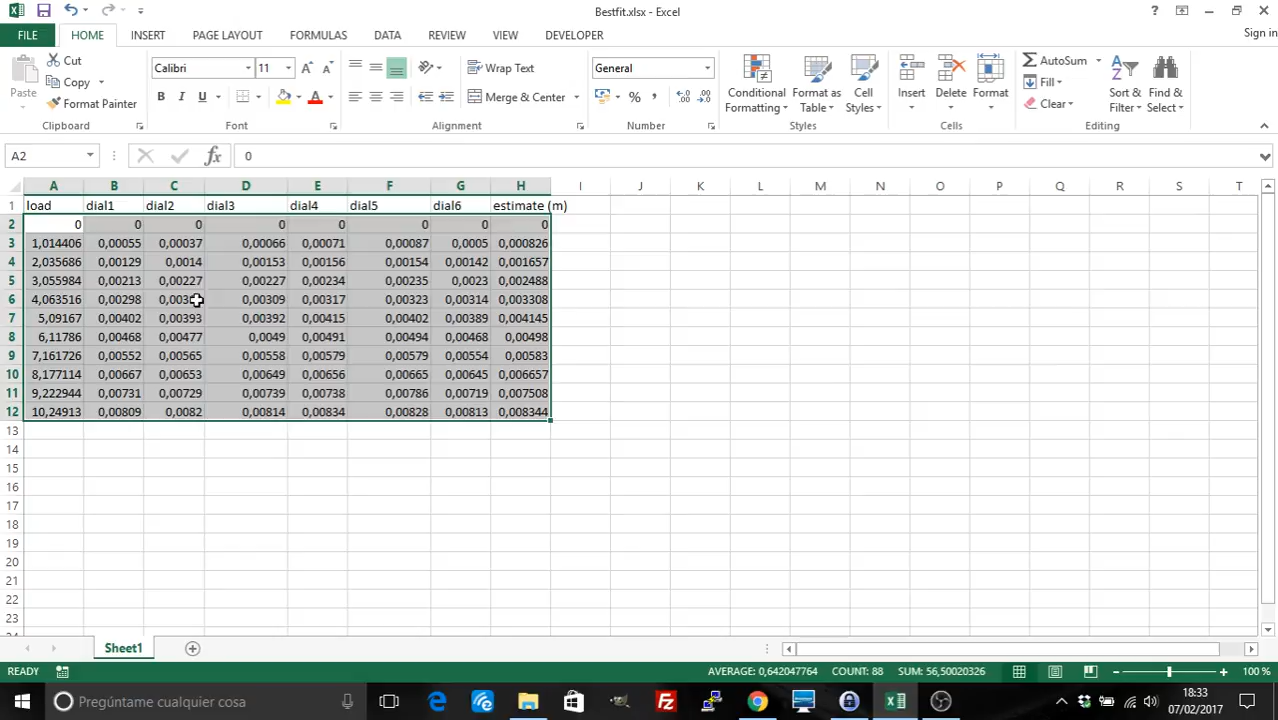 Bestfit.xlsx - Excel
FILE HOME INSERT PAGE LAYOUT FORMULAS DATA REVIEW VIEW DEVELOPER Sign in
Paste Cut Copy Format Painter Clipboard
Calibri 11 B I U A Font
Wrap Text Merge & Center Alignment
General % , Number
Conditional Formatting Format as Table Cell Styles Styles
Insert Delete Format Cells
AutoSum Fill Clear Sort & Filter Find & Select Editing
A2 fx 0
A B C D E F G H I J K L M N O P Q R S T
1 load dial1 dial2 dial3 dial4 dial5 dial6 estimate (m)
2 0 0 0 0 0 0 0 0
3 1,014406 0,00055 0,00037 0,00066 0,00071 0,00087 0,0005 0,000826
4 2,035686 0,00129 0,0014 0,00153 0,00156 0,00154 0,00142 0,001657
5 3,055984 0,00213 0,00227 0,00227 0,00234 0,00235 0,0023 0,002488
6 4,063516 0,00298 0,00309 0,00317 0,00323 0,00314 0,003308
7 5,09167 0,00402 0,00393 0,00392 0,00415 0,00402 0,00389 0,004145
8 6,11786 0,00468 0,00477 0,0049 0,00491 0,00494 0,00468 0,00498
9 7,161726 0,00552 0,00565 0,00558 0,00579 0,00579 0,00554 0,00583
10 8,177114 0,00667 0,00653 0,00649 0,00656 0,00665 0,00645 0,006657
11 9,222944 0,00731 0,00729 0,00739 0,00738 0,00786 0,00719 0,007508
12 10,24913 0,00809 0,0082 0,00814 0,00834 0,00828 0,00813 0,008344
13
14
15
16
17
18
19
20
21
22
23
Sheet1
READY AVERAGE: 0,642047764 COUNT: 88 SUM: 56,50020326 100 %
Pregúntame cualquier cosa 18:33
07/02/2017